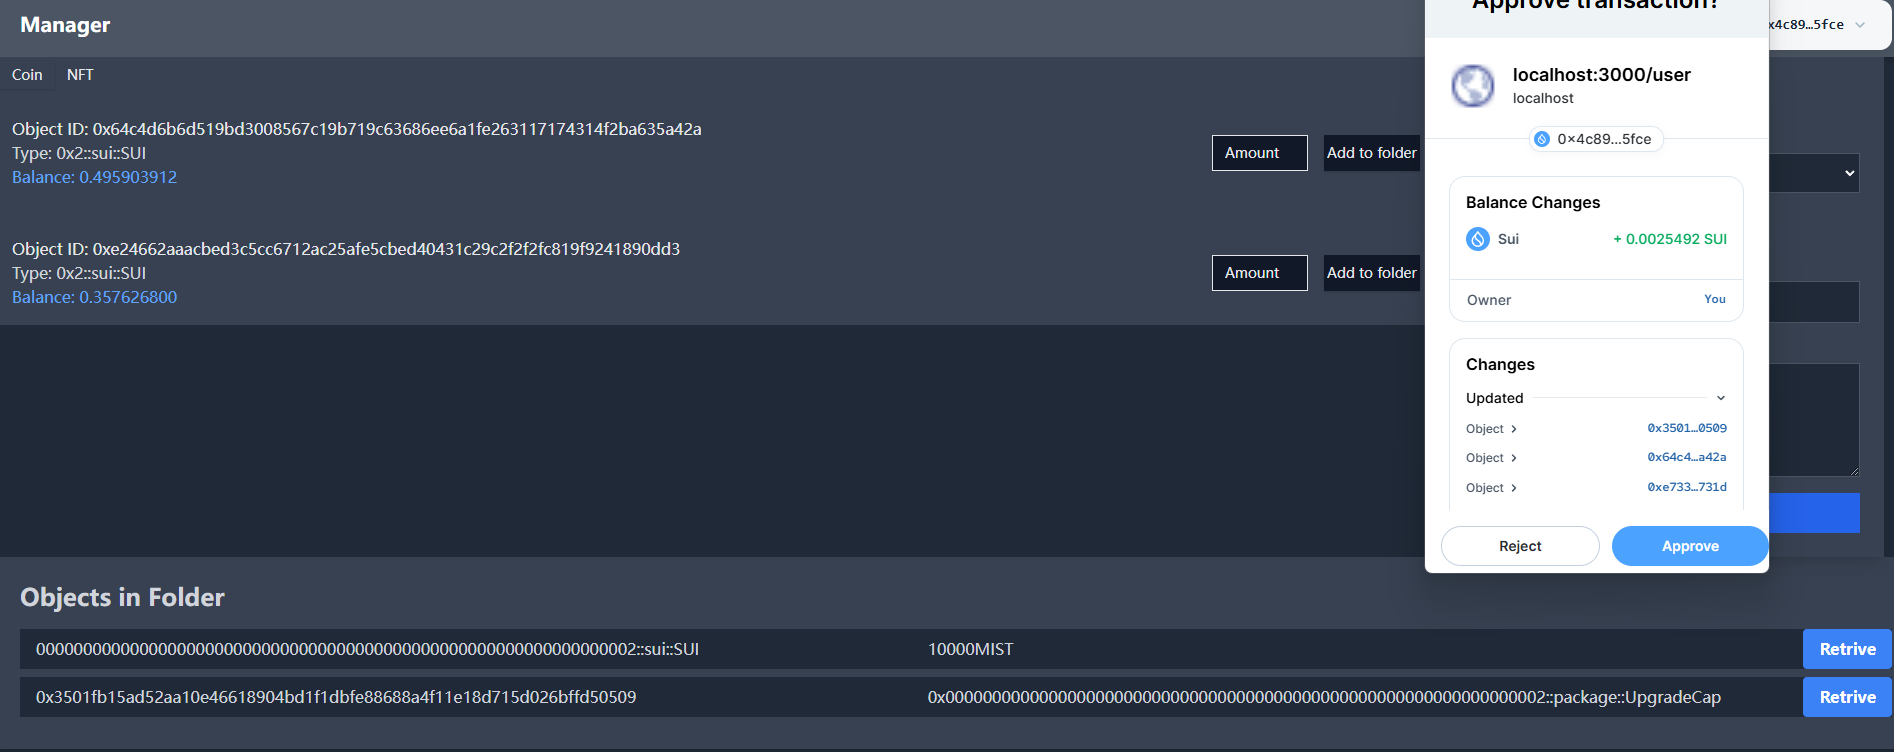 Manager
Coin NFT
Object ID: 0x64c4d6b6d519bd3008567c19b719c63686ee6a1fe263117174314f2ba635a42a
Type: 0x2::sui::SUI
Balance: 0.495903912
Amount
Add to folder
Object ID: 0xe24662aaacbed3c5cc6712ac25afe5cbed40431c29c2f2f2fc819f9241890dd3
Type: 0x2::sui::SUI
Balance: 0.357626800
Amount
Add to folder
x4c89…5fce
Approve transaction?
localhost:3000/user
localhost
0×4c89…5fce
Balance Changes
Sui + 0.0025492 SUI
Owner You
Changes
Updated
Object 0x3501…0509
Object 0x64c4…a42a
Object 0xe733…731d
Reject Approve
Objects in Folder
0000000000000000000000000000000000000000000000000000000000000002::sui::SUI 10000MIST Retrive
0x3501fb15ad52aa10e46618904bd1f1dbfe88688a4f11e18d715d026bffd50509 0x0000000000000000000000000000000000000000000000000000000000000002::package::UpgradeCap Retrive